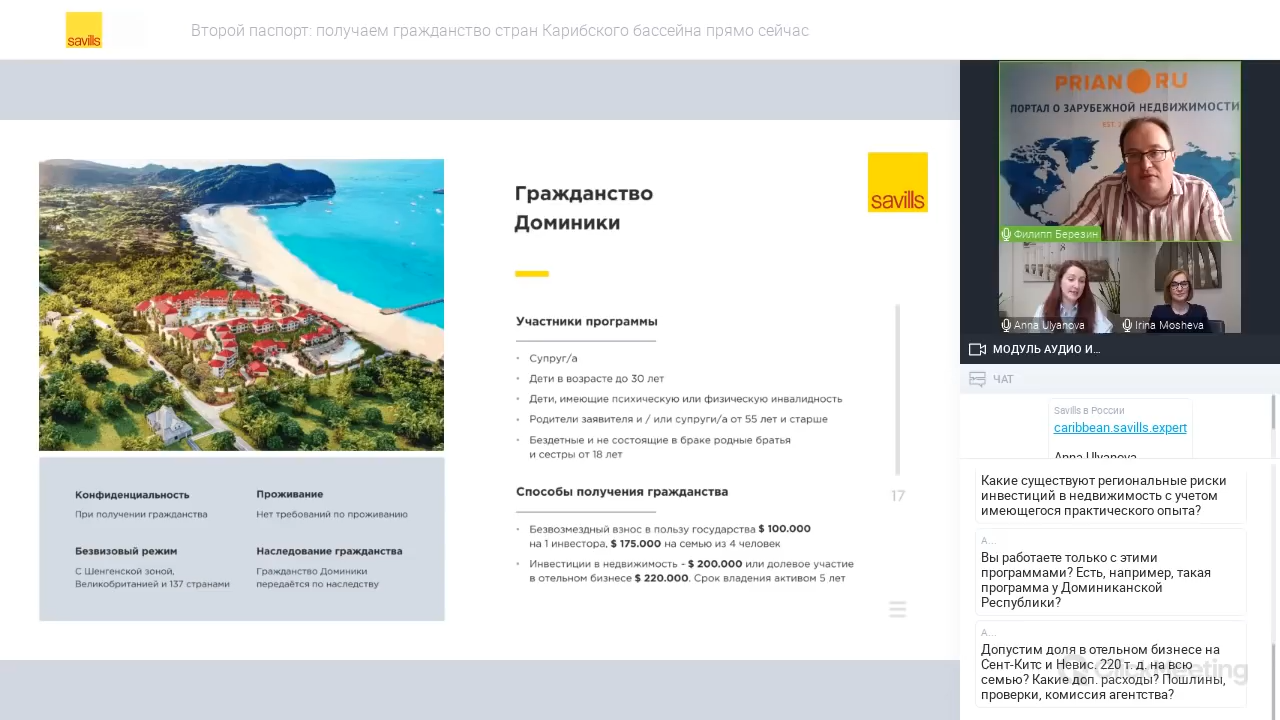 savills
Второй паспорт: получаем гражданство стран Карибского бассейна прямо сейчас
savills
Гражданство
Доминики
Участники программы
• Супруг/а
• Дети в возрасте до 30 лет
• Дети, имеющие психическую или физическую инвалидность
• Родители заявителя и / или супруги/а от 55 лет и старше
• Бездетные и не состоящие в браке родные братья
и сестры от 18 лет
Способы получения гражданства
• Безвозмездный взнос в пользу государства $ 100.000
на 1 инвестора, $ 175.000 на семью из 4 человек
• Инвестиции в недвижимость - $ 200.000 или долевое участие
в отельном бизнесе $ 220.000. Срок владения активом 5 лет
17
Конфиденциальность
При получении гражданства
Проживание
Нет требований по проживанию
Безвизовый режим
С Шенгенской зоной,
Великобританией и 137 странами
Наследование гражданства
Гражданство Доминики
передаётся по наследству
PRIAN RU
ПОРТАЛ О ЗАРУБЕЖНОЙ НЕДВИЖИМОСТИ
Филипп Березин
Anna Ulyanova
Irina Mosheva
МОДУЛЬ АУДИО И...
ЧАТ
Savills в России
caribbean.savills.expert
Anna Ulyanova
Какие существуют региональные риски
инвестиций в недвижимость с учетом
имеющегося практического опыта?
А...
Вы работаете только с этими
программами? Есть, например, такая
программа у Доминиканской
Республики?
А...
Допустим доля в отельном бизнесе на
Сент-Китс и Невис, 220 т. д. на всю
семью? Какие доп. расходы? Пошлины,
проверки, комиссия агентства?
ClickMeeting